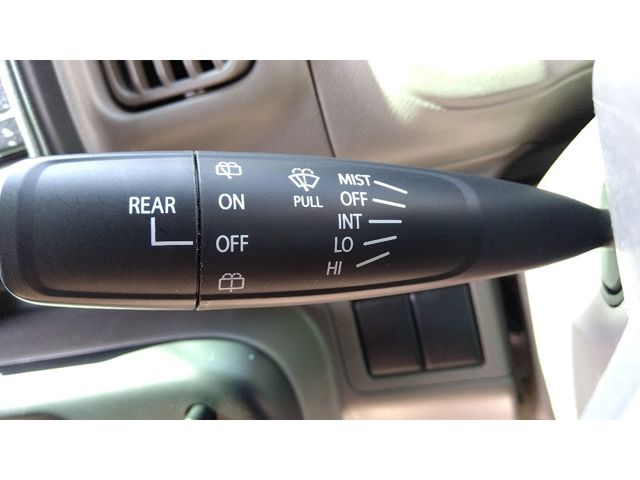 REAR
ON
OFF
PULL
MIST
OFF
INT
LO
HI